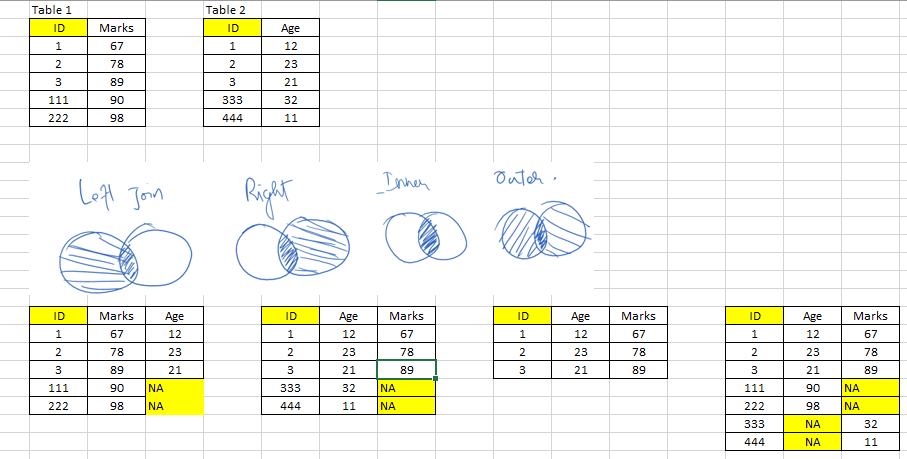 Table 1 Table 2
ID Marks ID Age
1 67 1 12
2 78 2 23
3 89 3 21
111 90 333 32
222 98 444 11
Left Join Right Inner Outer.
ID Marks Age ID Age Marks ID Age Marks ID Age Marks
1 67 12 1 12 67 1 12 67 1 12 67
2 78 23 2 23 78 2 23 78 2 23 78
3 89 21 3 21 89 3 21 89 3 21 89
111 90 NA 333 32 NA 111 90 NA
222 98 NA 444 11 NA 222 98 NA
333 NA 32
444 NA 11